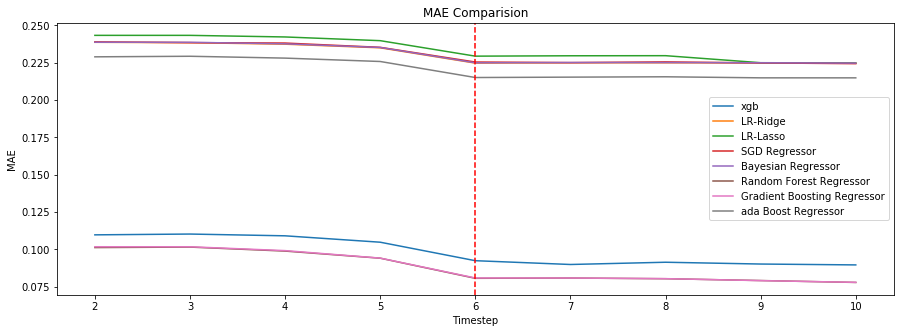 MAE Comparision
0.250
0.225
0.200
0.175
0.150
0.125
0.100
0.075
MAE
xgb
LR-Ridge
LR-Lasso
SGD Regressor
Bayesian Regressor
Random Forest Regressor
Gradient Boosting Regressor
ada Boost Regressor
2 3 4 5 6 7 8 9 10
Timestep